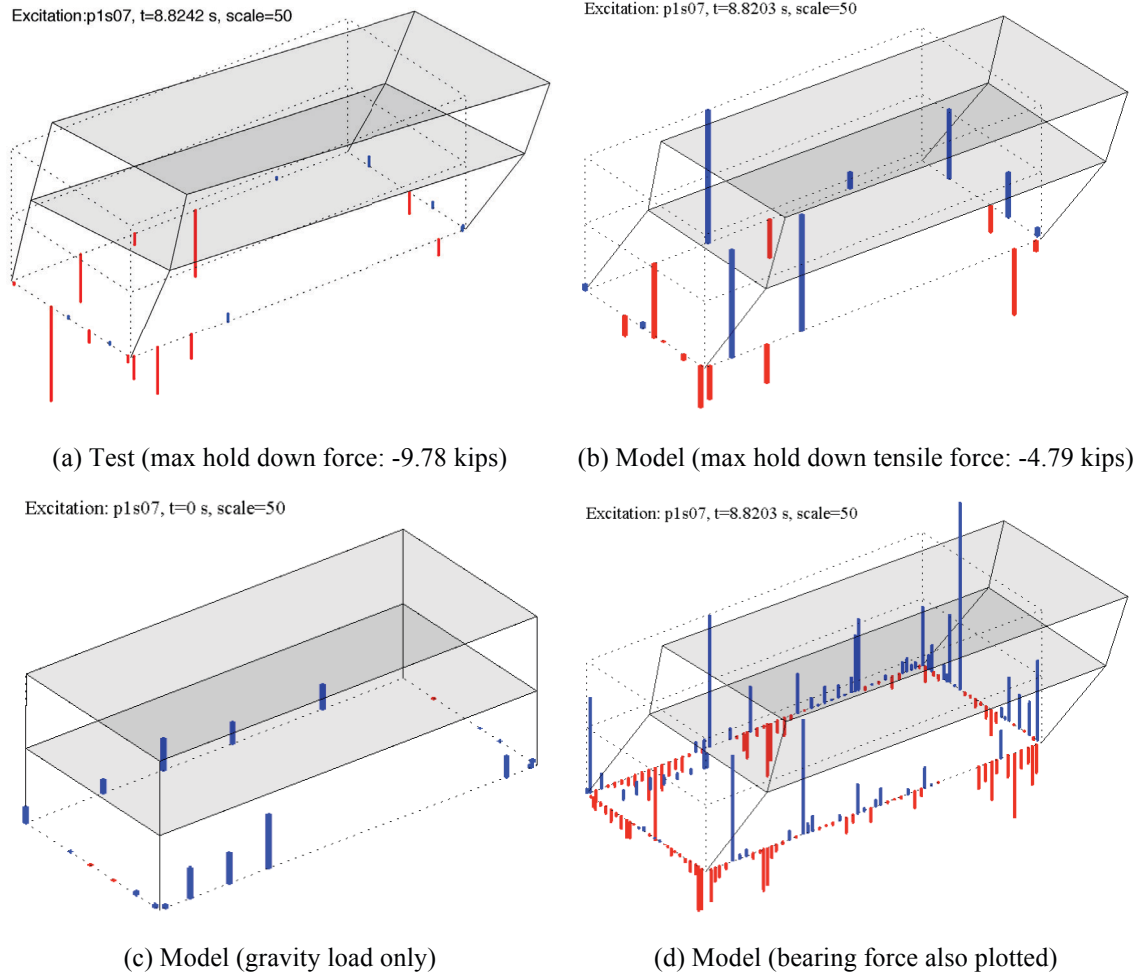 Excitation:p1s07, t=8.8242 s, scale=50
Excitation: p1s07, t=8.8203 s, scale=50
(a) Test (max hold down force: -9.78 kips)
(b) Model (max hold down tensile force: -4.79 kips)
Excitation: p1s07, t=0 s, scale=50
Excitation: p1s07, t=8.8203 s, scale=50
(c) Model (gravity load only)
(d) Model (bearing force also plotted)